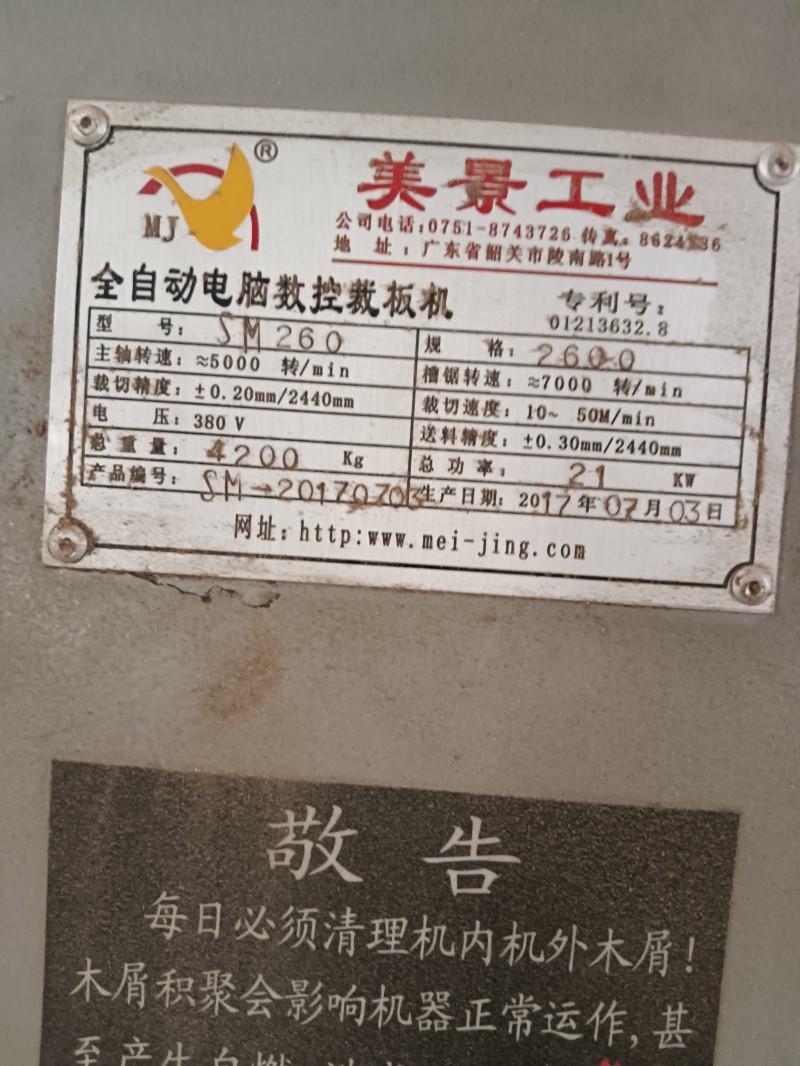 MJ ®
美景工业
公司电话:0751-8743726 传真:8624336
地 址:广东省韶关市陵南路1号
全自动电脑数控裁板机
专利号:
01213632.8
型 号: SM260
规 格: 2600
主轴转速: ≈5000 转/min
槽锯转速: ≈7000 转/min
裁切精度: ±0.20mm/2440mm
裁切速度: 10~ 50M/min
电 压: 380 V
送料精度: ±0.30mm/2440mm
总重量: 4200 Kg
总功率: 21 KW
产品编号: SM-20170703
生产日期: 2017年07月03日
网址: http:www.mei-jing.com
敬告
每日必须清理机内机外木屑!
木屑积聚会影响机器正常运作,甚
至产生自燃